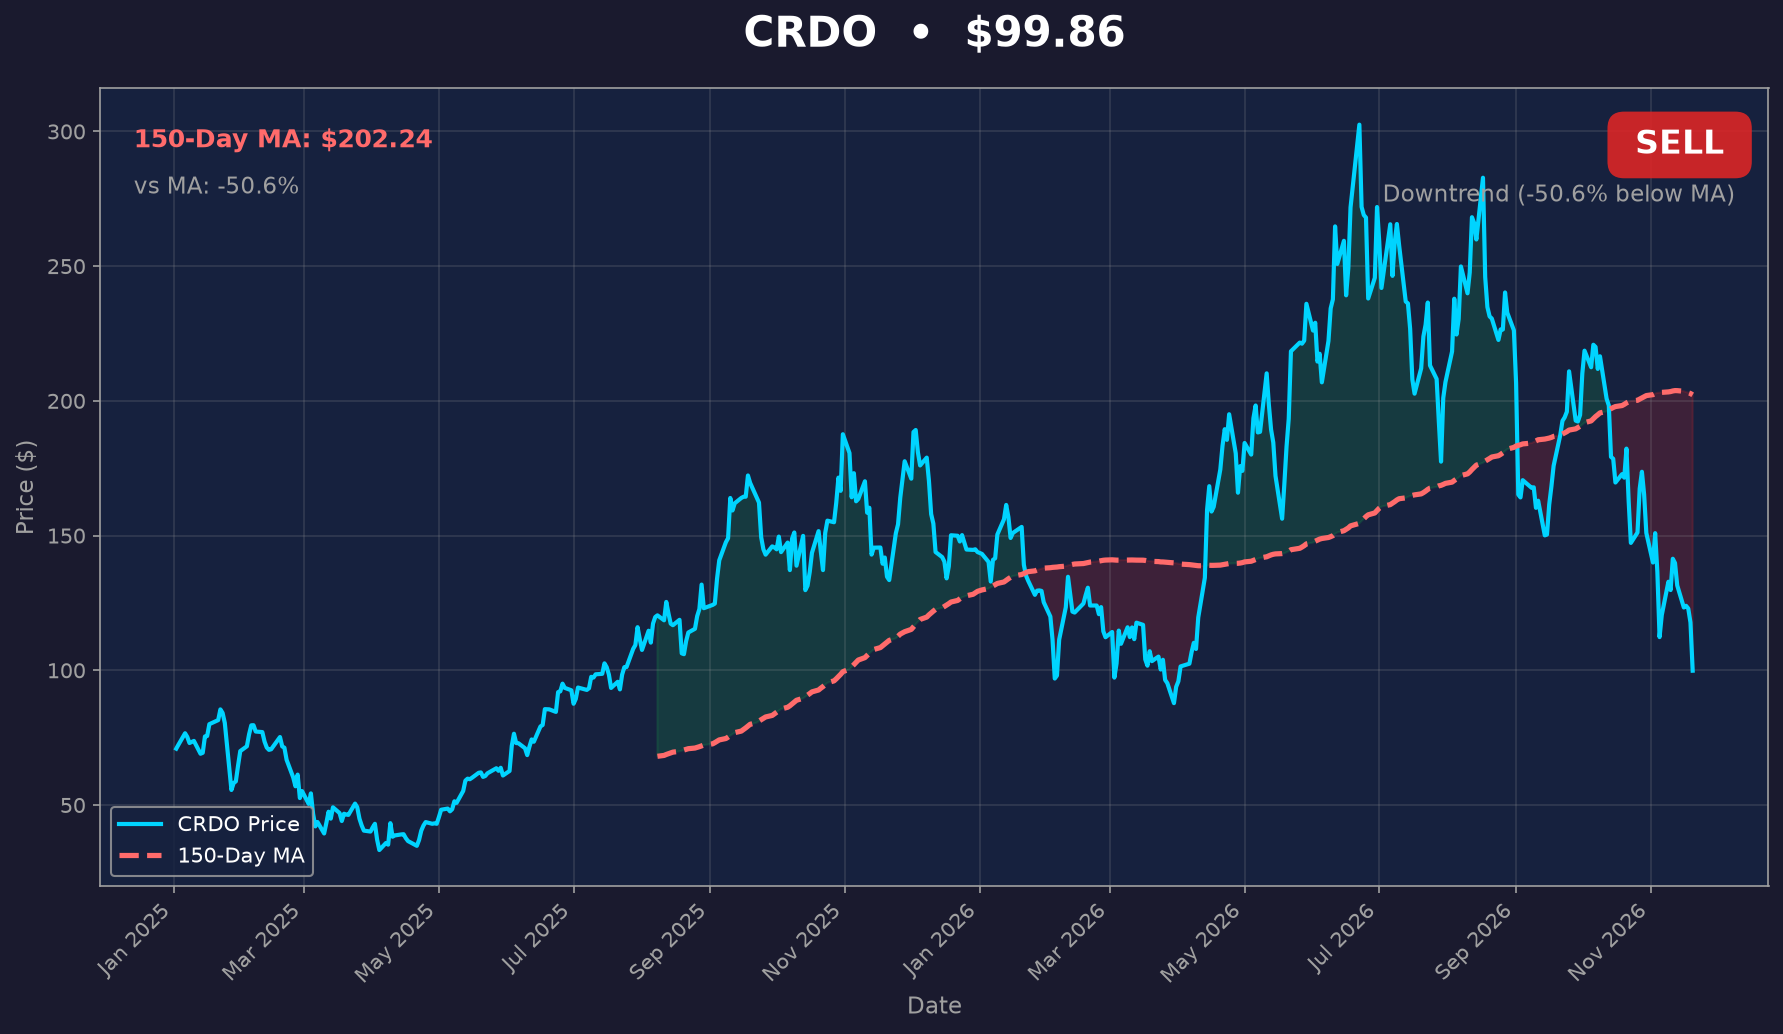 CRDO • $99.86
150-Day MA: $202.24
vs MA: -50.6%
SELL
Downtrend (-50.6% below MA)
Price ($)
300
250
200
150
100
50
CRDO Price
150-Day MA
Jan 2025
Mar 2025
May 2025
Jul 2025
Sep 2025
Nov 2025
Jan 2026
Mar 2026
May 2026
Jul 2026
Sep 2026
Nov 2026
Date